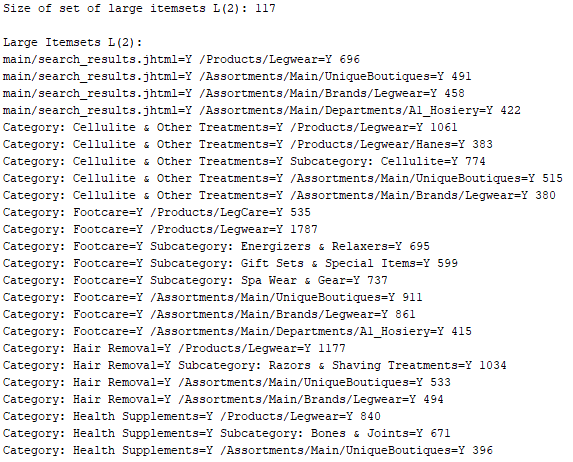 Size of set of large itemsets L(2): 117
Large Itemsets L(2):
main/search_results.jhtml=Y /Products/Legwear=Y 696
main/search_results.jhtml=Y /Assortments/Main/UniqueBoutiques=Y 491
main/search_results.jhtml=Y /Assortments/Main/Brands/Legwear=Y 458
main/search_results.jhtml=Y /Assortments/Main/Departments/A1_Hosiery=Y 422
Category: Cellulite & Other Treatments=Y /Products/Legwear=Y 1061
Category: Cellulite & Other Treatments=Y /Products/Legwear/Hanes=Y 383
Category: Cellulite & Other Treatments=Y Subcategory: Cellulite=Y 774
Category: Cellulite & Other Treatments=Y /Assortments/Main/UniqueBoutiques=Y 515
Category: Cellulite & Other Treatments=Y /Assortments/Main/Brands/Legwear=Y 380
Category: Footcare=Y /Products/LegCare=Y 535
Category: Footcare=Y /Products/Legwear=Y 1787
Category: Footcare=Y Subcategory: Energizers & Relaxers=Y 695
Category: Footcare=Y Subcategory: Gift Sets & Special Items=Y 599
Category: Footcare=Y Subcategory: Spa Wear & Gear=Y 737
Category: Footcare=Y /Assortments/Main/UniqueBoutiques=Y 911
Category: Footcare=Y /Assortments/Main/Brands/Legwear=Y 861
Category: Footcare=Y /Assortments/Main/Departments/A1_Hosiery=Y 415
Category: Hair Removal=Y /Products/Legwear=Y 1177
Category: Hair Removal=Y Subcategory: Razors & Shaving Treatments=Y 1034
Category: Hair Removal=Y /Assortments/Main/UniqueBoutiques=Y 533
Category: Hair Removal=Y /Assortments/Main/Brands/Legwear=Y 494
Category: Health Supplements=Y /Products/Legwear=Y 840
Category: Health Supplements=Y Subcategory: Bones & Joints=Y 671
Category: Health Supplements=Y /Assortments/Main/UniqueBoutiques=Y 396